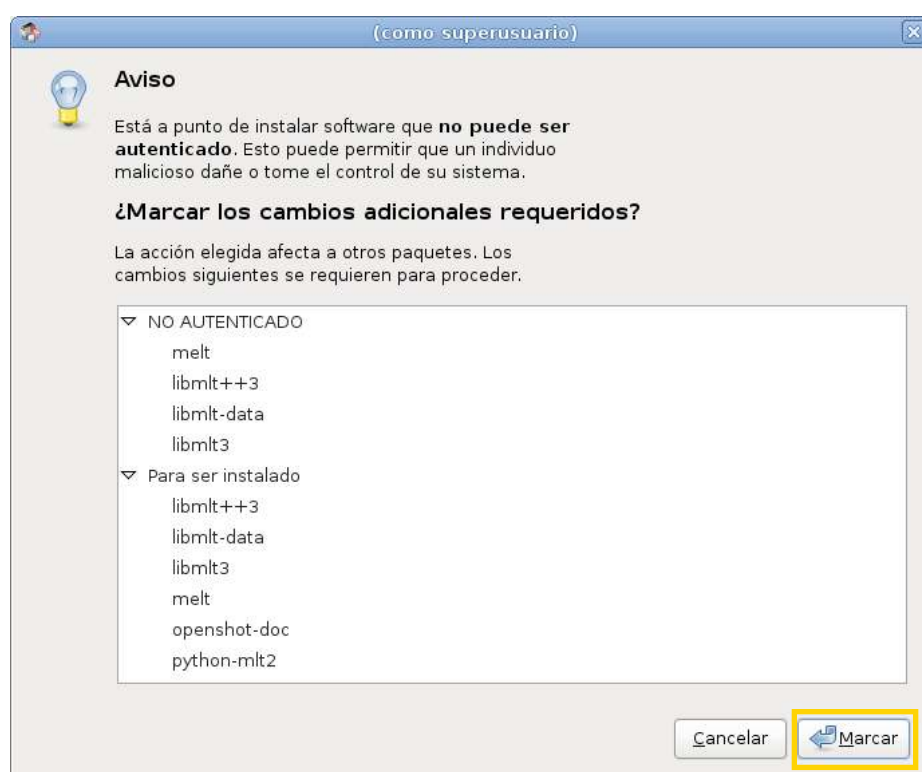 (como superusuario)
Aviso
Está a punto de instalar software que no puede ser
autenticado. Esto puede permitir que un individuo
malicioso dañe o tome el control de su sistema.
¿Marcar los cambios adicionales requeridos?
La acción elegida afecta a otros paquetes. Los
cambios siguientes se requieren para proceder.
NO AUTENTICADO
melt
libmlt++3
libmlt-data
libmlt3
Para ser instalado
libmlt++3
libmlt-data
libmlt3
melt
openshot-doc
python-mlt2
Cancelar
Marcar